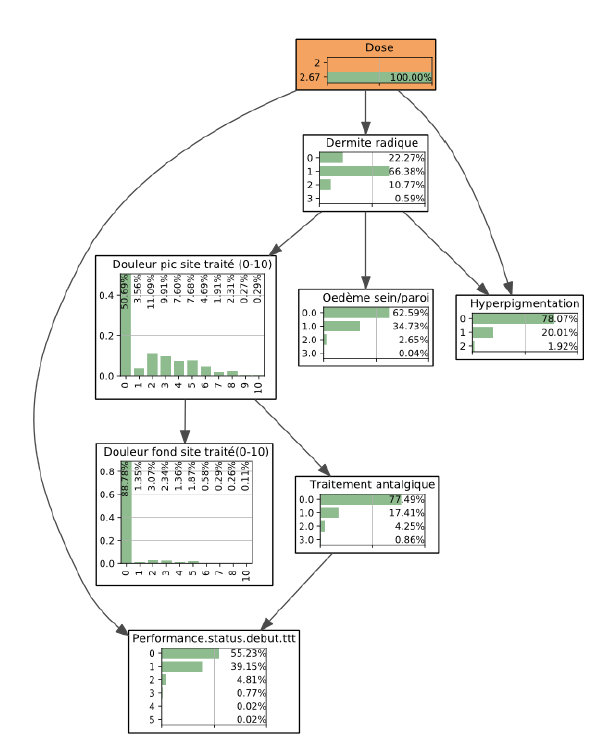 Dose
2
2.67 100.00%
Dermite radique
0 22.27%
1 66.38%
2 10.77%
3 0.59%
Douleur pic site traité (0-10)
0.4
0.2
0.0
50.69% 3.56% 11.09% 9.91% 7.60% 7.68% 4.69% 1.91% 2.31% 0.27% 0.29%
0 1 2 3 4 5 6 7 8 9 10
Oedème sein/paroi
0.0 62.59%
1.0 34.73%
2.0 2.65%
3.0 0.04%
Hyperpigmentation
0 78.07%
1 20.01%
2 1.92%
Douleur fond site traité(0-10)
0.8
0.6
0.4
0.2
0.0
88.78% 1.35% 3.07% 2.34% 1.36% 1.87% 0.58% 0.29% 0.26% 0.11%
0 1 2 3 4 5 6 7 8 10
Traitement antalgique
0.0 77.49%
1.0 17.41%
2.0 4.25%
3.0 0.86%
Performance.status.debut.ttt
0 55.23%
1 39.15%
2 4.81%
3 0.77%
4 0.02%
5 0.02%